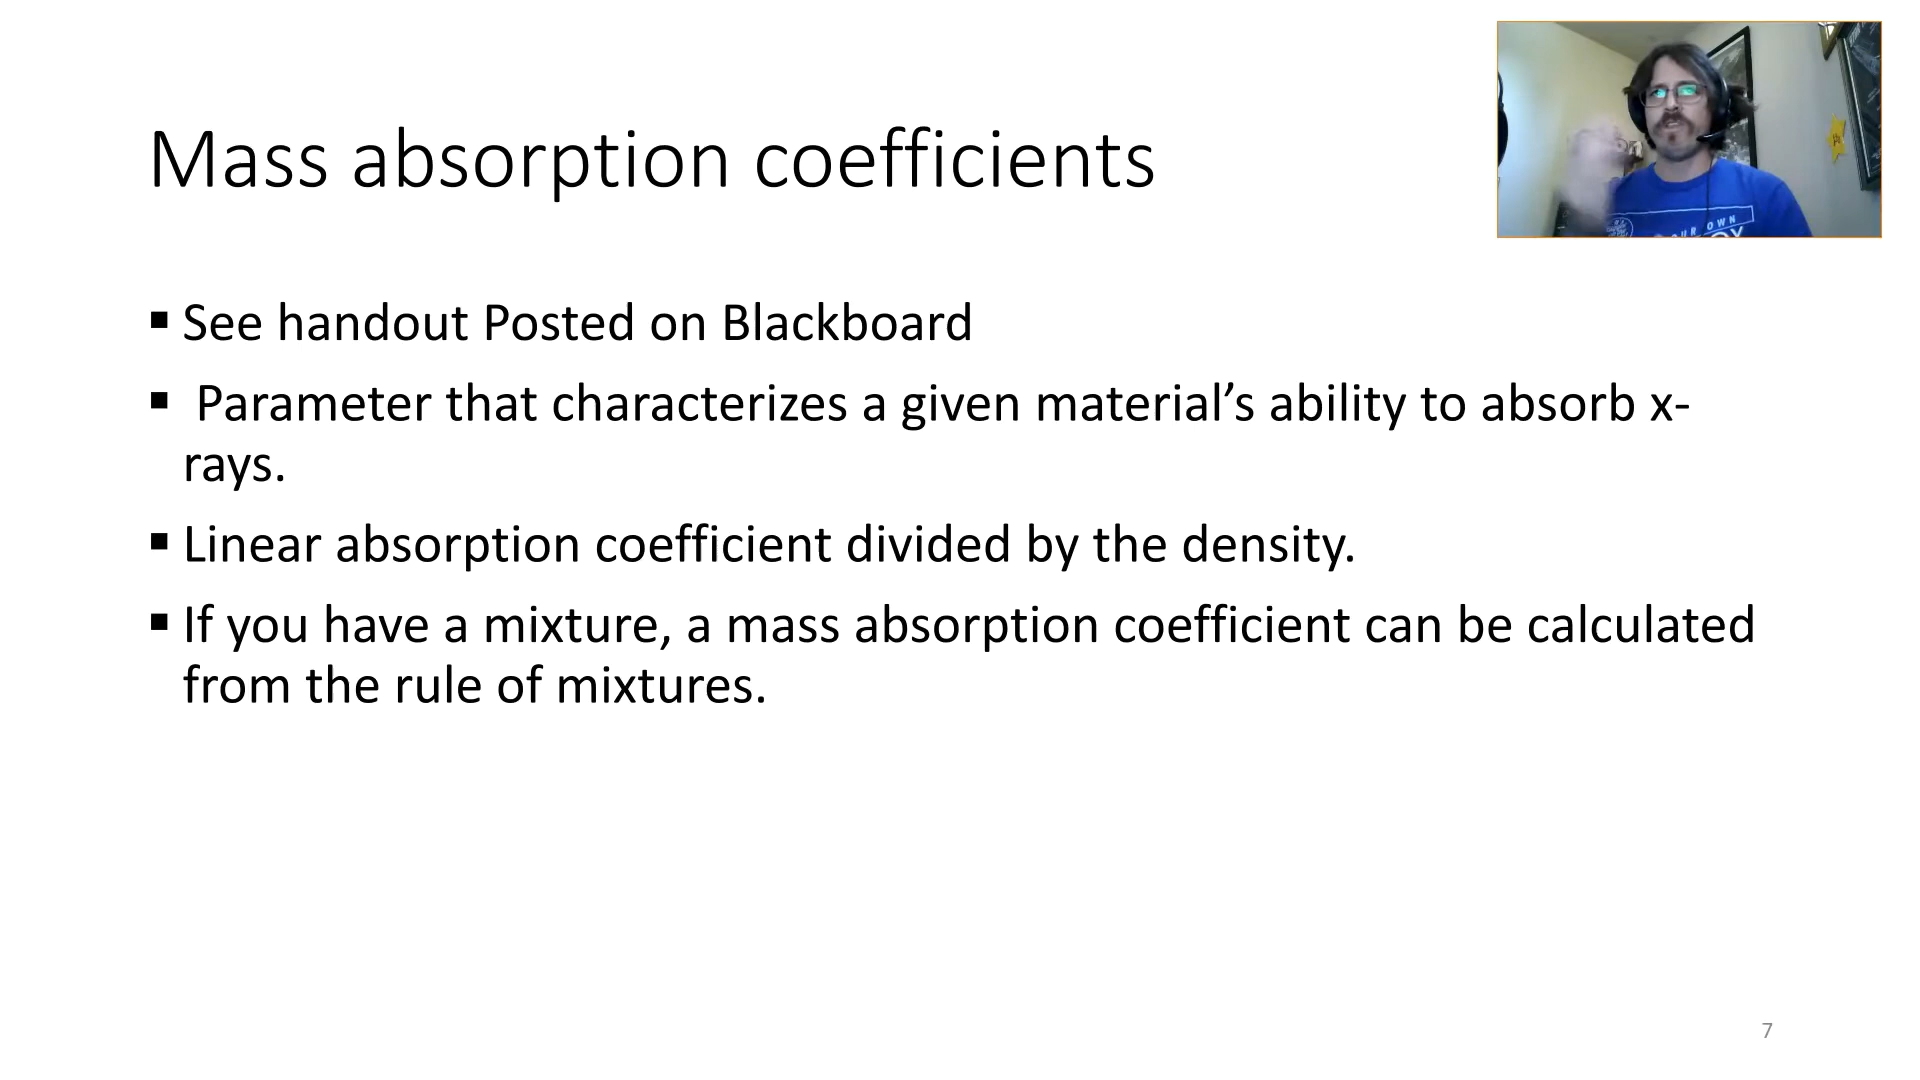 Mass absorption coefficients
▪ See handout Posted on Blackboard
▪ Parameter that characterizes a given material’s ability to absorb x-
rays.
▪ Linear absorption coefficient divided by the density.
▪ If you have a mixture, a mass absorption coefficient can be calculated
from the rule of mixtures.
OWN
7